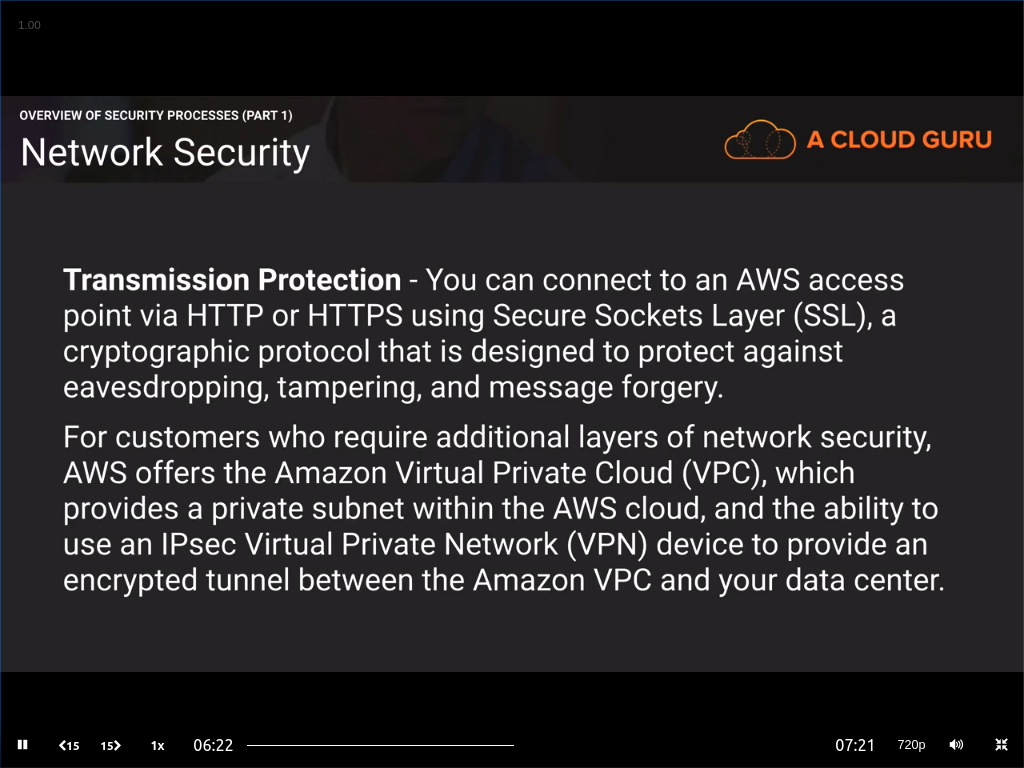 1.00
OVERVIEW OF SECURITY PROCESSES (PART 1)
Network Security
A CLOUD GURU
Transmission Protection - You can connect to an AWS access
point via HTTP or HTTPS using Secure Sockets Layer (SSL), a
cryptographic protocol that is designed to protect against
eavesdropping, tampering, and message forgery.
For customers who require additional layers of network security,
AWS offers the Amazon Virtual Private Cloud (VPC), which
provides a private subnet within the AWS cloud, and the ability to
use an IPsec Virtual Private Network (VPN) device to provide an
encrypted tunnel between the Amazon VPC and your data center.
15 15 1x 06:22 07:21 720p